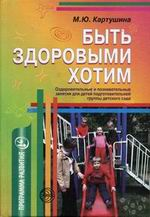 М.Ю. Картушина
БЫТЬ
ЗДОРОВЫМИ
ХОТИМ
Оздоровительные и познавательные
занятия для детей подготовительной
группы детского сада
ПРОГРАММА РАЗВИТИЯ